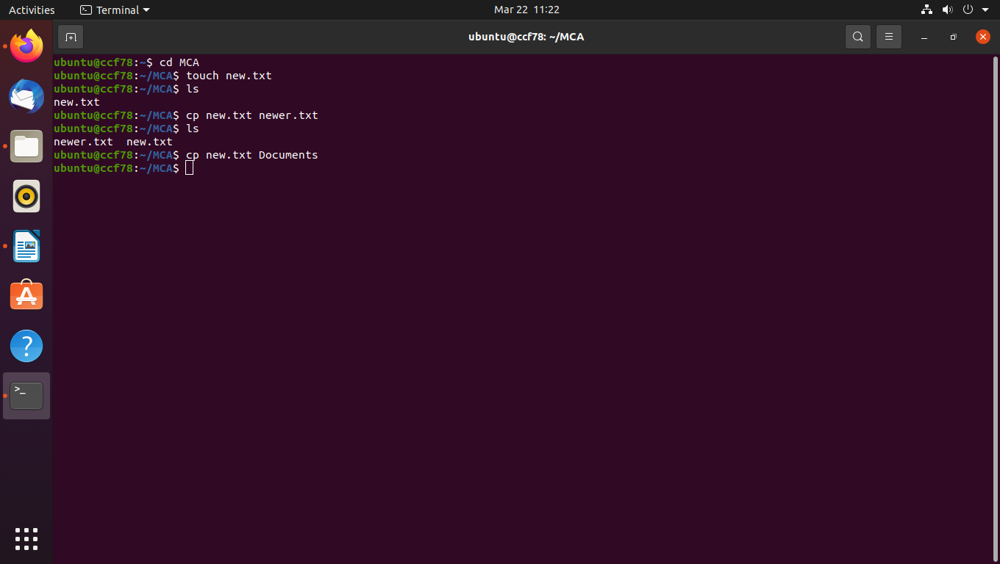 Activities Terminal Mar 22 11:22
ubuntu@ccf78: ~/MCA
ubuntu@ccf78:~$ cd MCA
ubuntu@ccf78:~/MCA$ touch new.txt
ubuntu@ccf78:~/MCA$ ls
new.txt
ubuntu@ccf78:~/MCA$ cp new.txt newer.txt
ubuntu@ccf78:~/MCA$ ls
newer.txt  new.txt
ubuntu@ccf78:~/MCA$ cp new.txt Documents
ubuntu@ccf78:~/MCA$